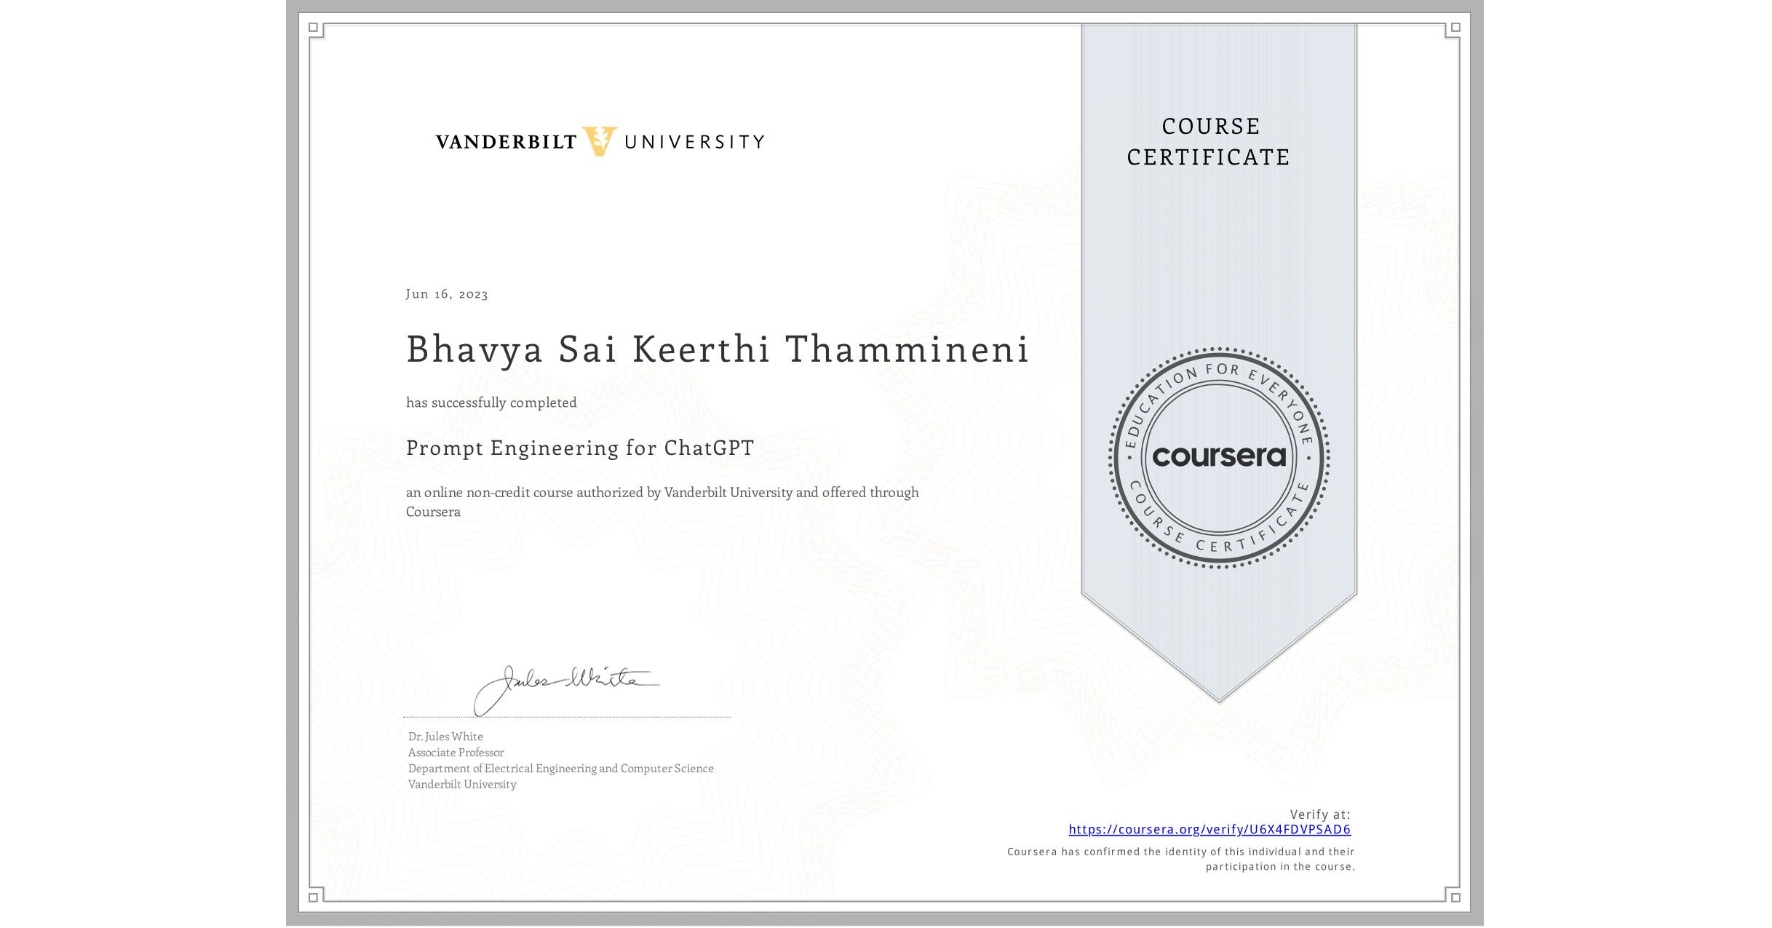 VANDERBILT UNIVERSITY
COURSE
CERTIFICATE
Jun 16, 2023
Bhavya Sai Keerthi Thammineni
has successfully completed
Prompt Engineering for ChatGPT
an online non-credit course authorized by Vanderbilt University and offered through
Coursera
EDUCATION FOR EVERYONE
coursera
COURSE CERTIFICATE
Jules White
Dr. Jules White
Associate Professor
Department of Electrical Engineering and Computer Science
Vanderbilt University
Verify at:
https://coursera.org/verify/U6X4FDVPSAD6
Coursera has confirmed the identity of this individual and their
participation in the course.